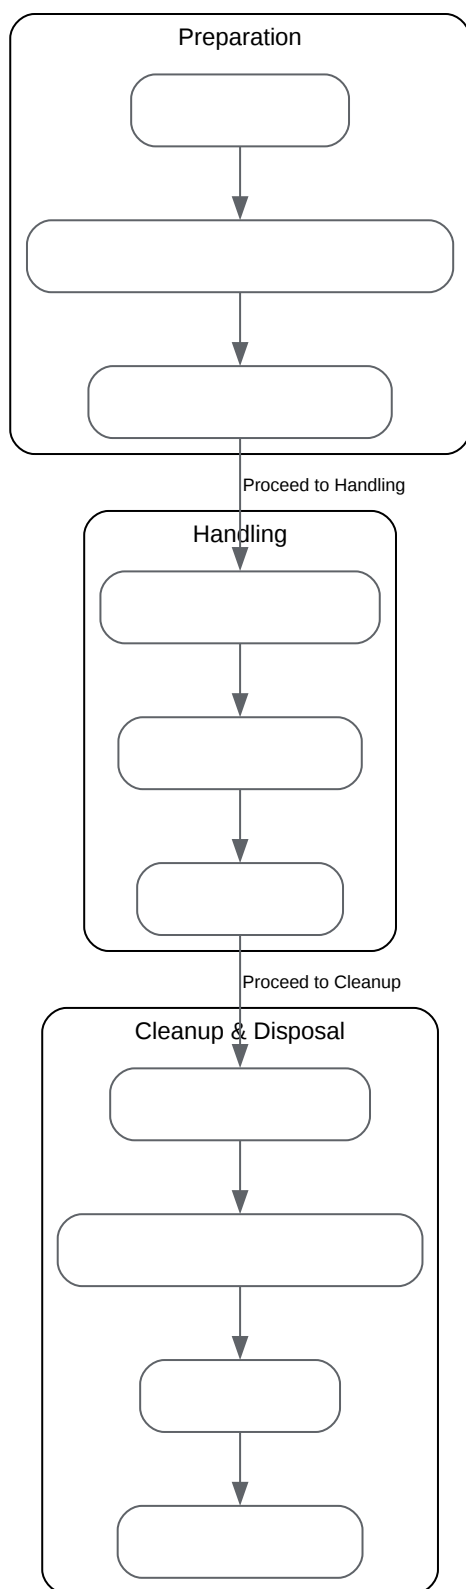 Preparation
Proceed to Handling
Handling
Proceed to Cleanup
Cleanup & Disposal